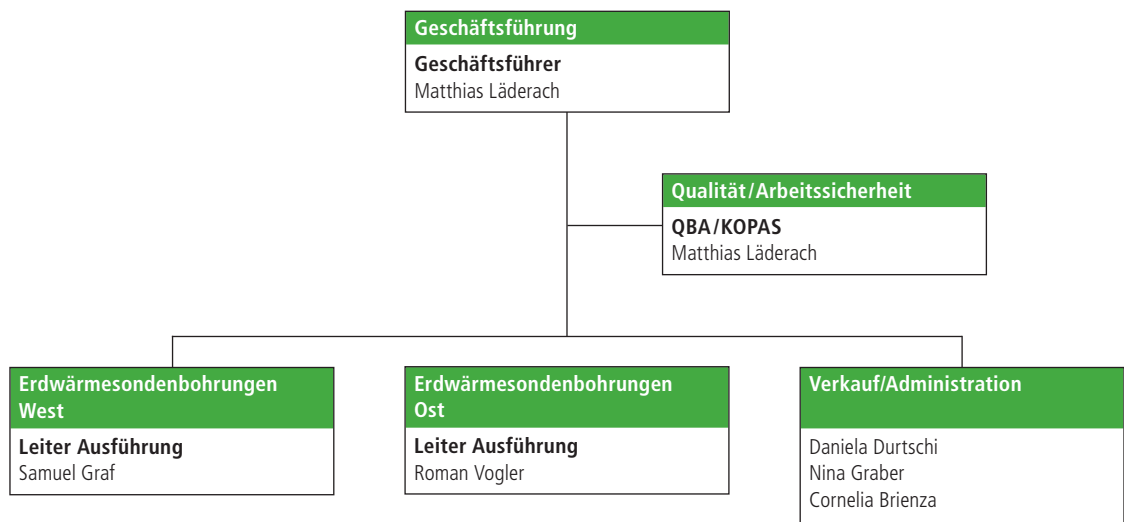 Geschäftsführung
Geschäftsführer
Matthias Läderach
Qualität/Arbeitssicherheit
QBA/KOPAS
Matthias Läderach
Erdwärmesondenbohrungen
West
Leiter Ausführung
Samuel Graf
Erdwärmesondenbohrungen
Ost
Leiter Ausführung
Roman Vogler
Verkauf/Administration
Daniela Durtschi
Nina Graber
Cornelia Brienza